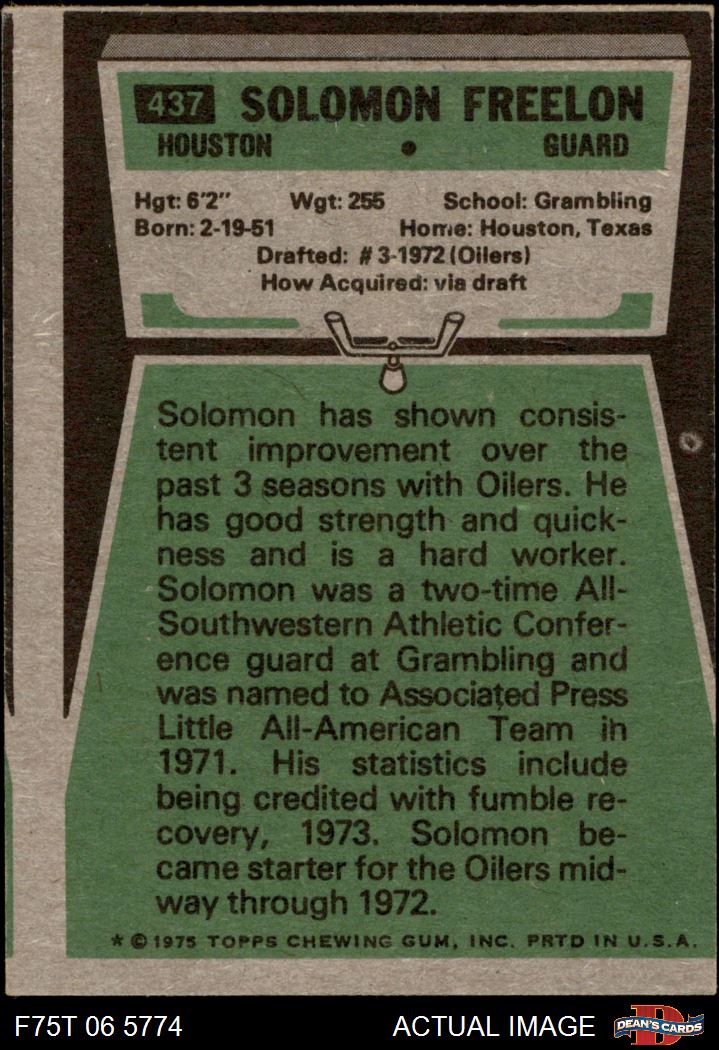 437 SOLOMON FREELON
HOUSTON • GUARD
Hgt: 6'2" Wgt: 255 School: Grambling
Born: 2-19-51 Home: Houston, Texas
Drafted: #3-1972 (Oilers)
How Acquired: via draft
Solomon has shown consis-
tent improvement over the
past 3 seasons with Oilers. He
has good strength and quick-
ness and is a hard worker.
Solomon was a two-time All-
Southwestern Athletic Confer-
ence guard at Grambling and
was named to Associated Press
Little All-American Team in
1971. His statistics include
being credited with fumble re-
covery, 1973. Solomon be-
came starter for the Oilers mid-
way through 1972.
* © 1975 TOPPS CHEWING GUM, INC. PRTD IN U.S.A.
F75T 06 5774 ACTUAL IMAGE D DEAN'S CARDS